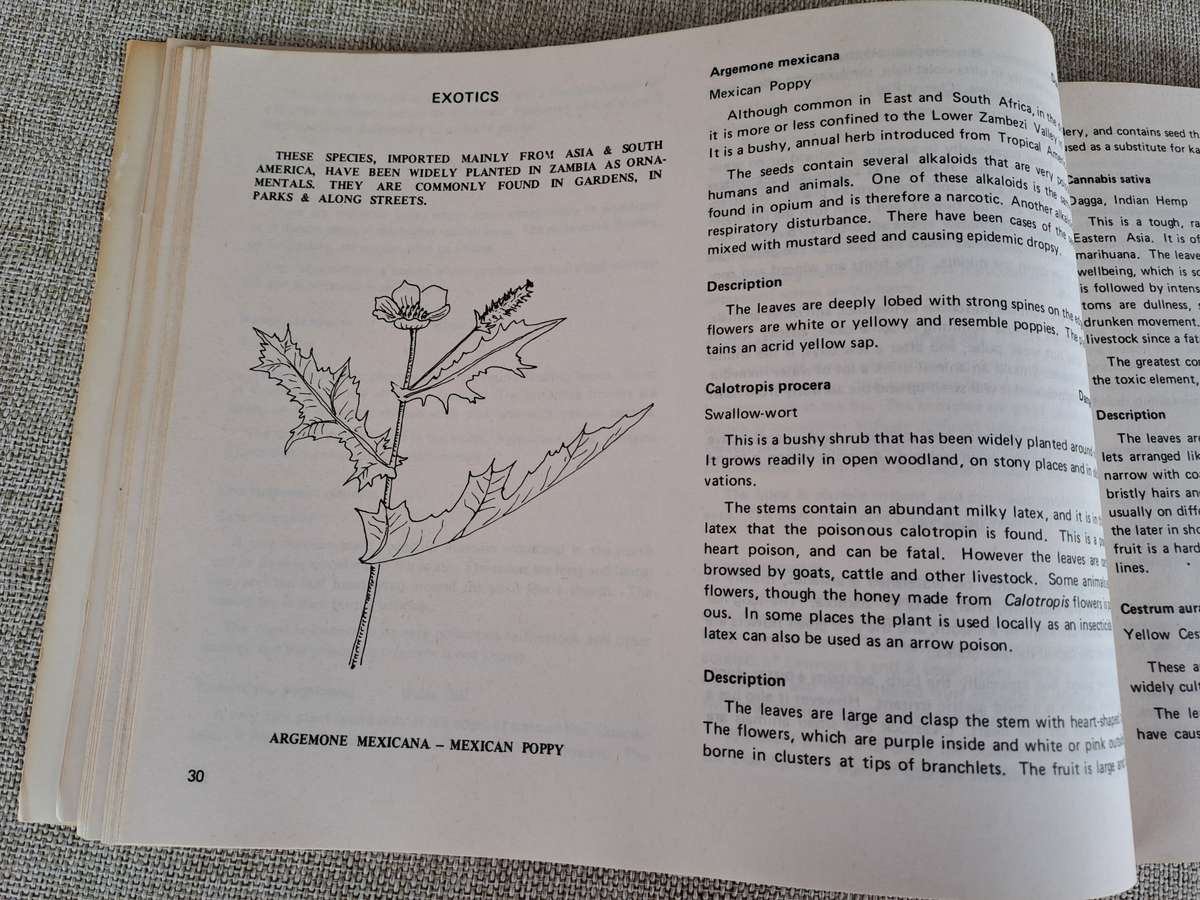 EXOTICS
THESE SPECIES, IMPORTED MAINLY FROM ASIA & SOUTH
AMERICA, HAVE BEEN WIDELY PLANTED IN ZAMBIA AS ORNA-
MENTALS. THEY ARE COMMONLY FOUND IN GARDENS, IN
PARKS & ALONG STREETS.
ARGEMONE MEXICANA – MEXICAN POPPY
30
Argemone mexicana
Mexican Poppy
Although common in East and South Africa, in the
it is more or less confined to the Lower Zambezi Valley
It is a bushy, annual herb introduced from Tropical
The seeds contain several alkaloids that are very
humans and animals. One of these alkaloids is the
found in opium and is therefore a narcotic. Another
respiratory disturbance. There have been cases of the
mixed with mustard seed and causing epidemic dropsy.
Description
The leaves are deeply lobed with strong spines on the
flowers are white or yellowy and resemble poppies. The
tains an acrid yellow sap.
Calotropis procera
Swallow-wort
This is a bushy shrub that has been widely planted around
It grows readily in open woodland, on stony places and in
vations.
The stems contain an abundant milky latex, and it is in
latex that the poisonous calotropin is found. This is a
heart poison, and can be fatal. However the leaves are
browsed by goats, cattle and other livestock. Some
flowers, though the honey made from Calotropis flowers
ous. In some places the plant is used locally as an
latex can also be used as an arrow poison.
Description
The leaves are large and clasp the stem with heart-shaped
The flowers, which are purple inside and white or pink
borne in clusters at tips of branchlets. The fruit is large
and contains seed
used as a substitute for
Cannabis sativa
Dagga, Indian Hemp
This is a tough,
Eastern Asia. It is
marihuana. The
wellbeing, which is
is followed by
toms are dullness,
drunken movement.
livestock since a
The greatest
the toxic element,
Description
The leaves
lets arranged
narrow with
bristly hairs
usually on
the later in
fruit is a hard
lines.
Cestrum
Yellow
These
widely
The
have